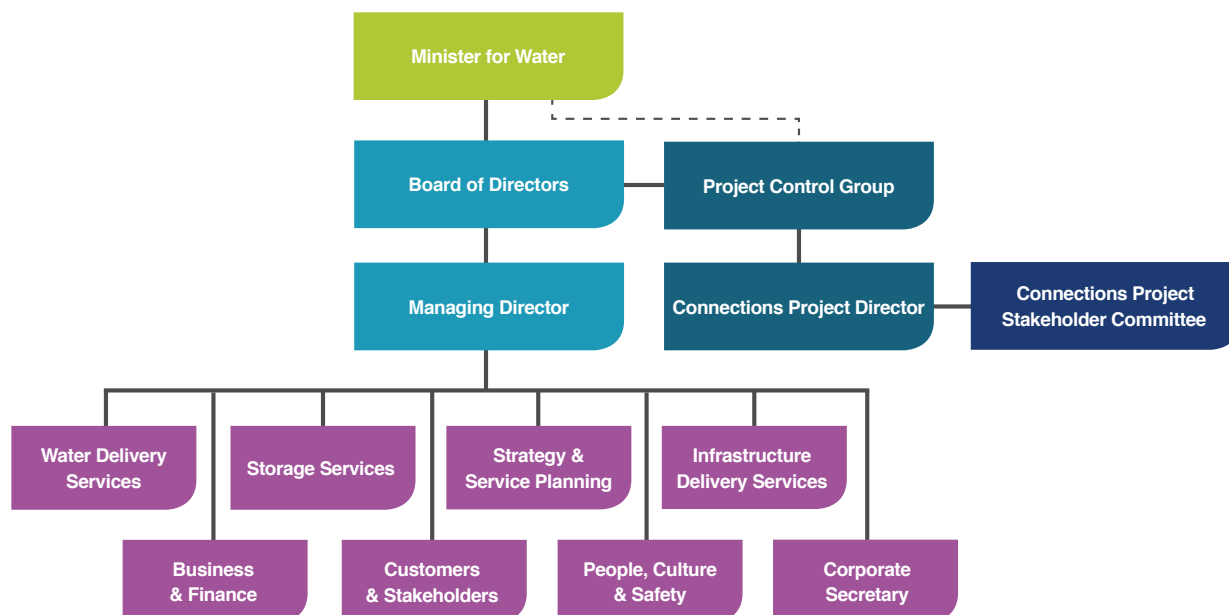 Minister for Water
Board of Directors
Project Control Group
Managing Director
Connections Project Director
Connections Project
Stakeholder Committee
Water Delivery
Services
Storage Services
Strategy &
Service Planning
Infrastructure
Delivery Services
Business
& Finance
Customers
& Stakeholders
People, Culture
& Safety
Corporate
Secretary